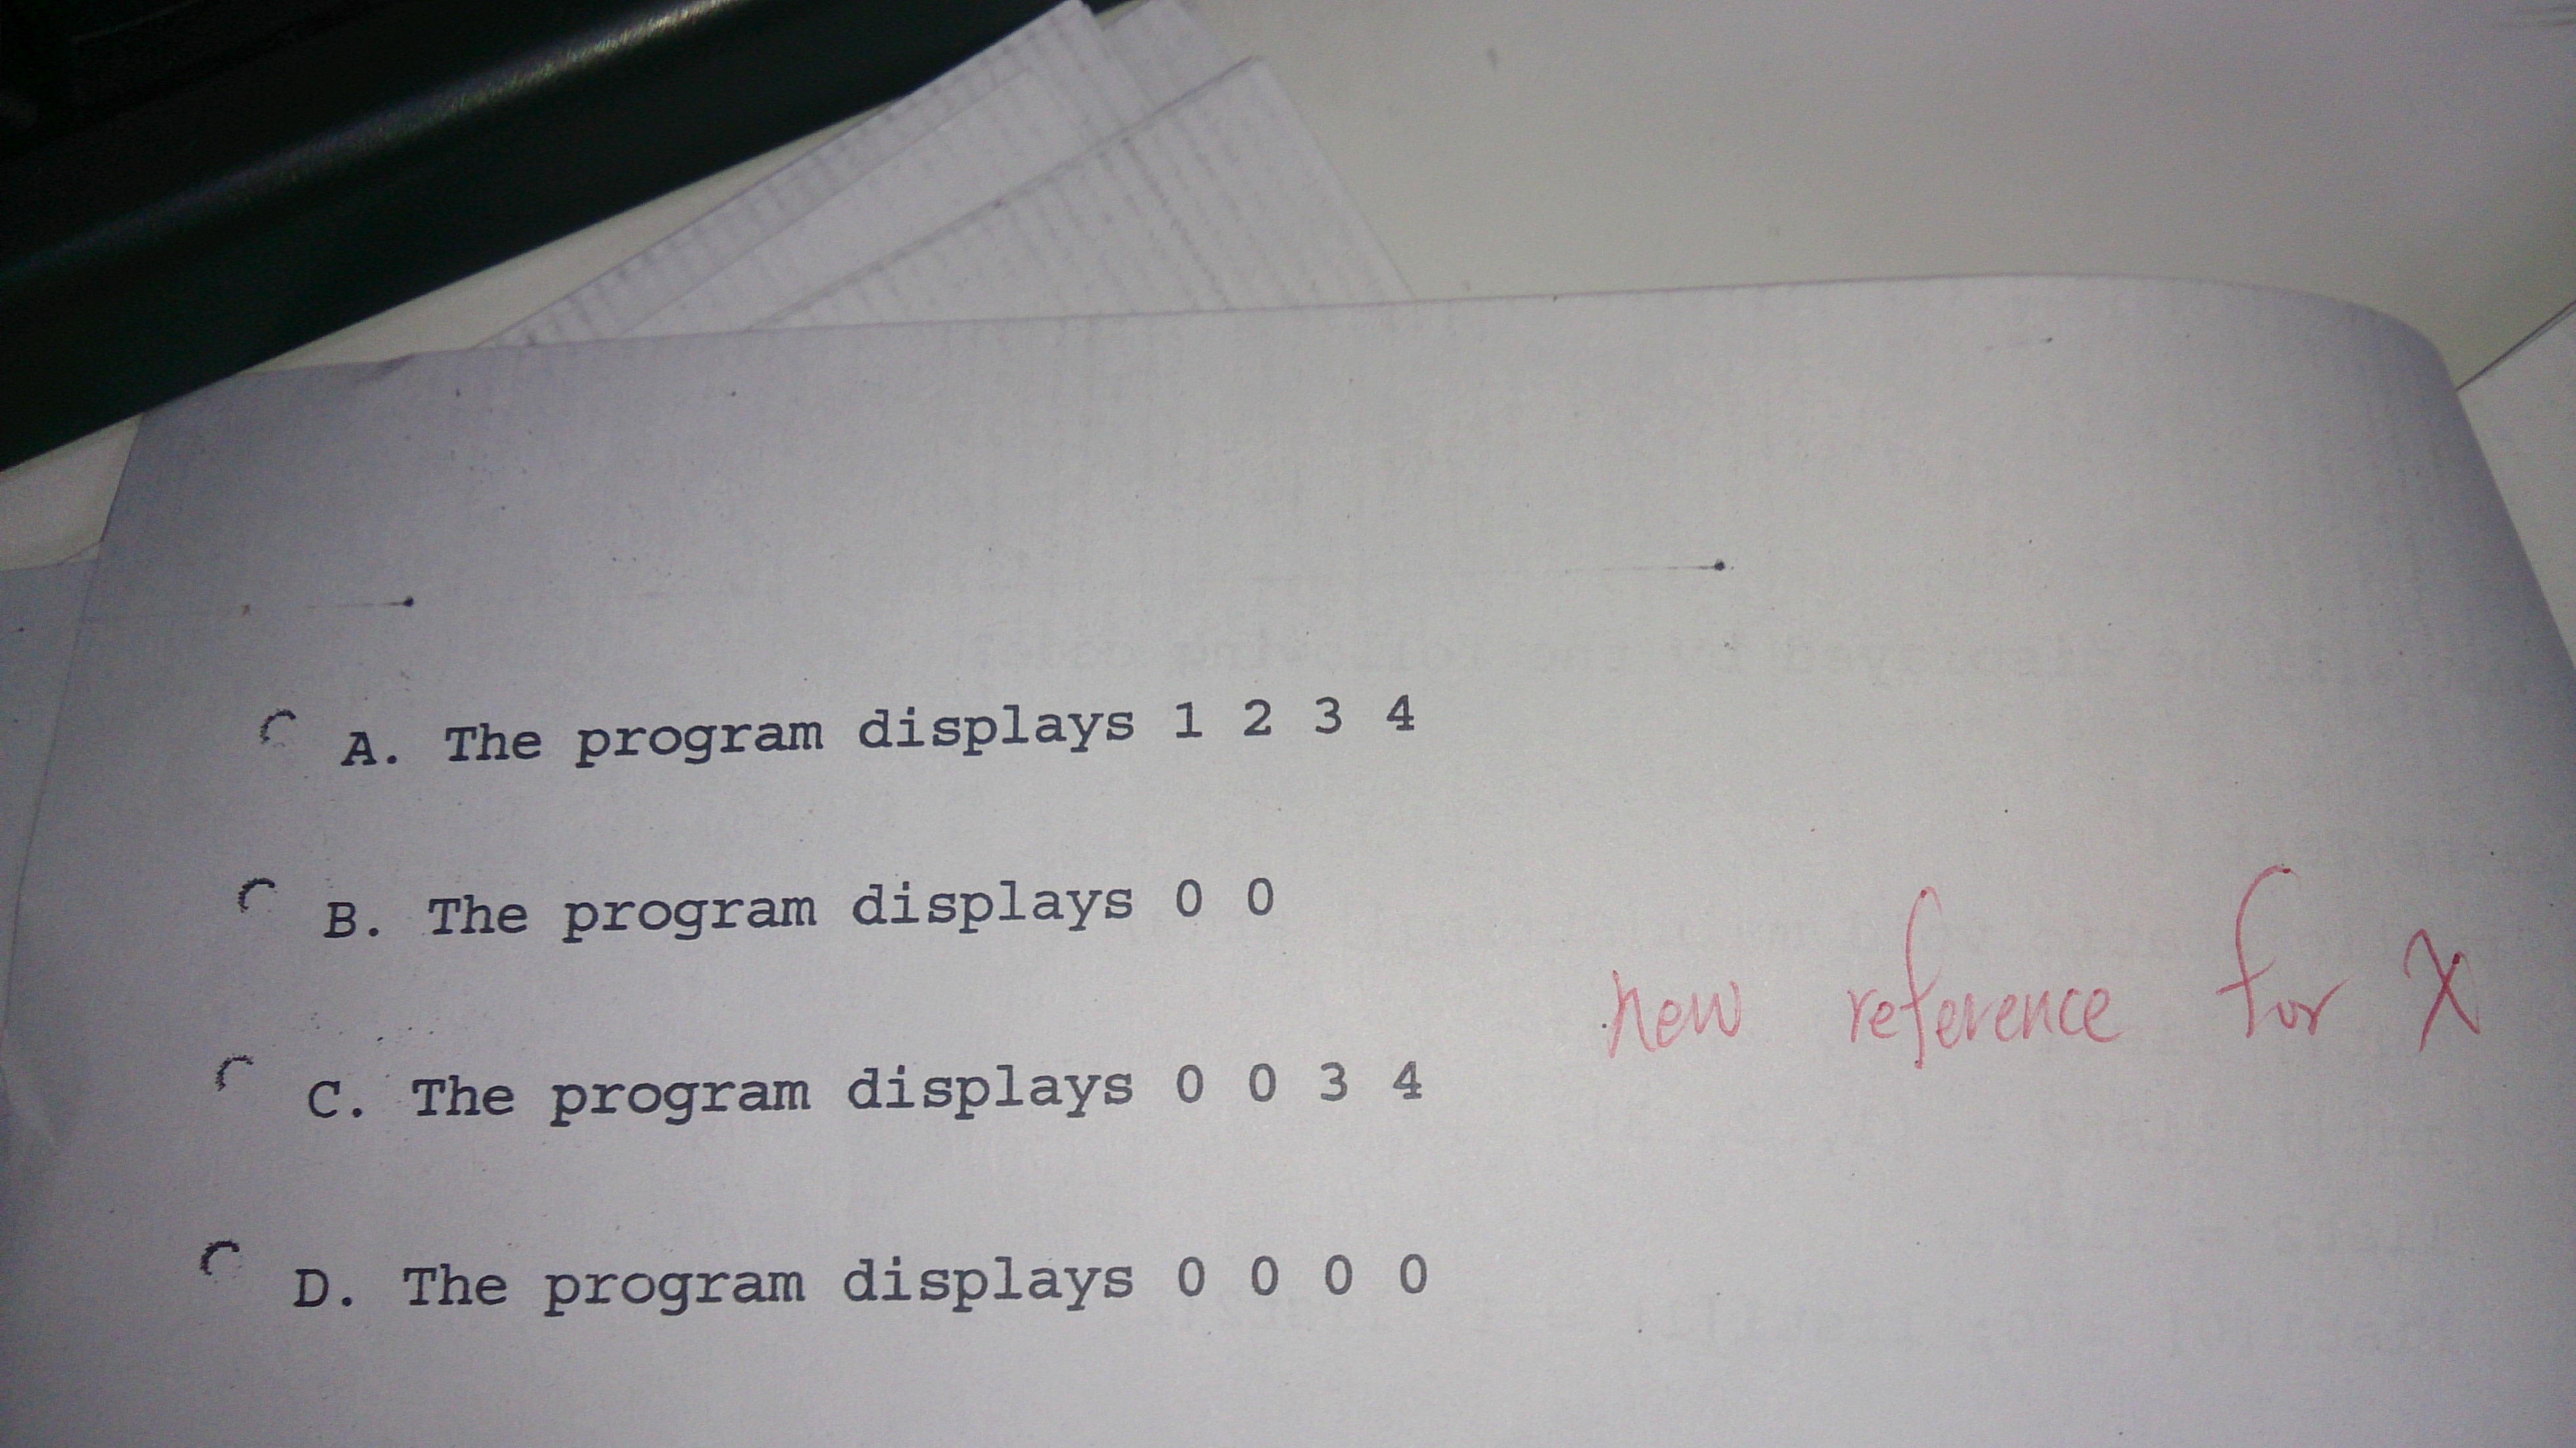 A. The program displays 1 2 3 4
B. The program displays 0 0
new reference for X
C. The program displays 0 0 3 4
D. The program displays 0 0 0 0